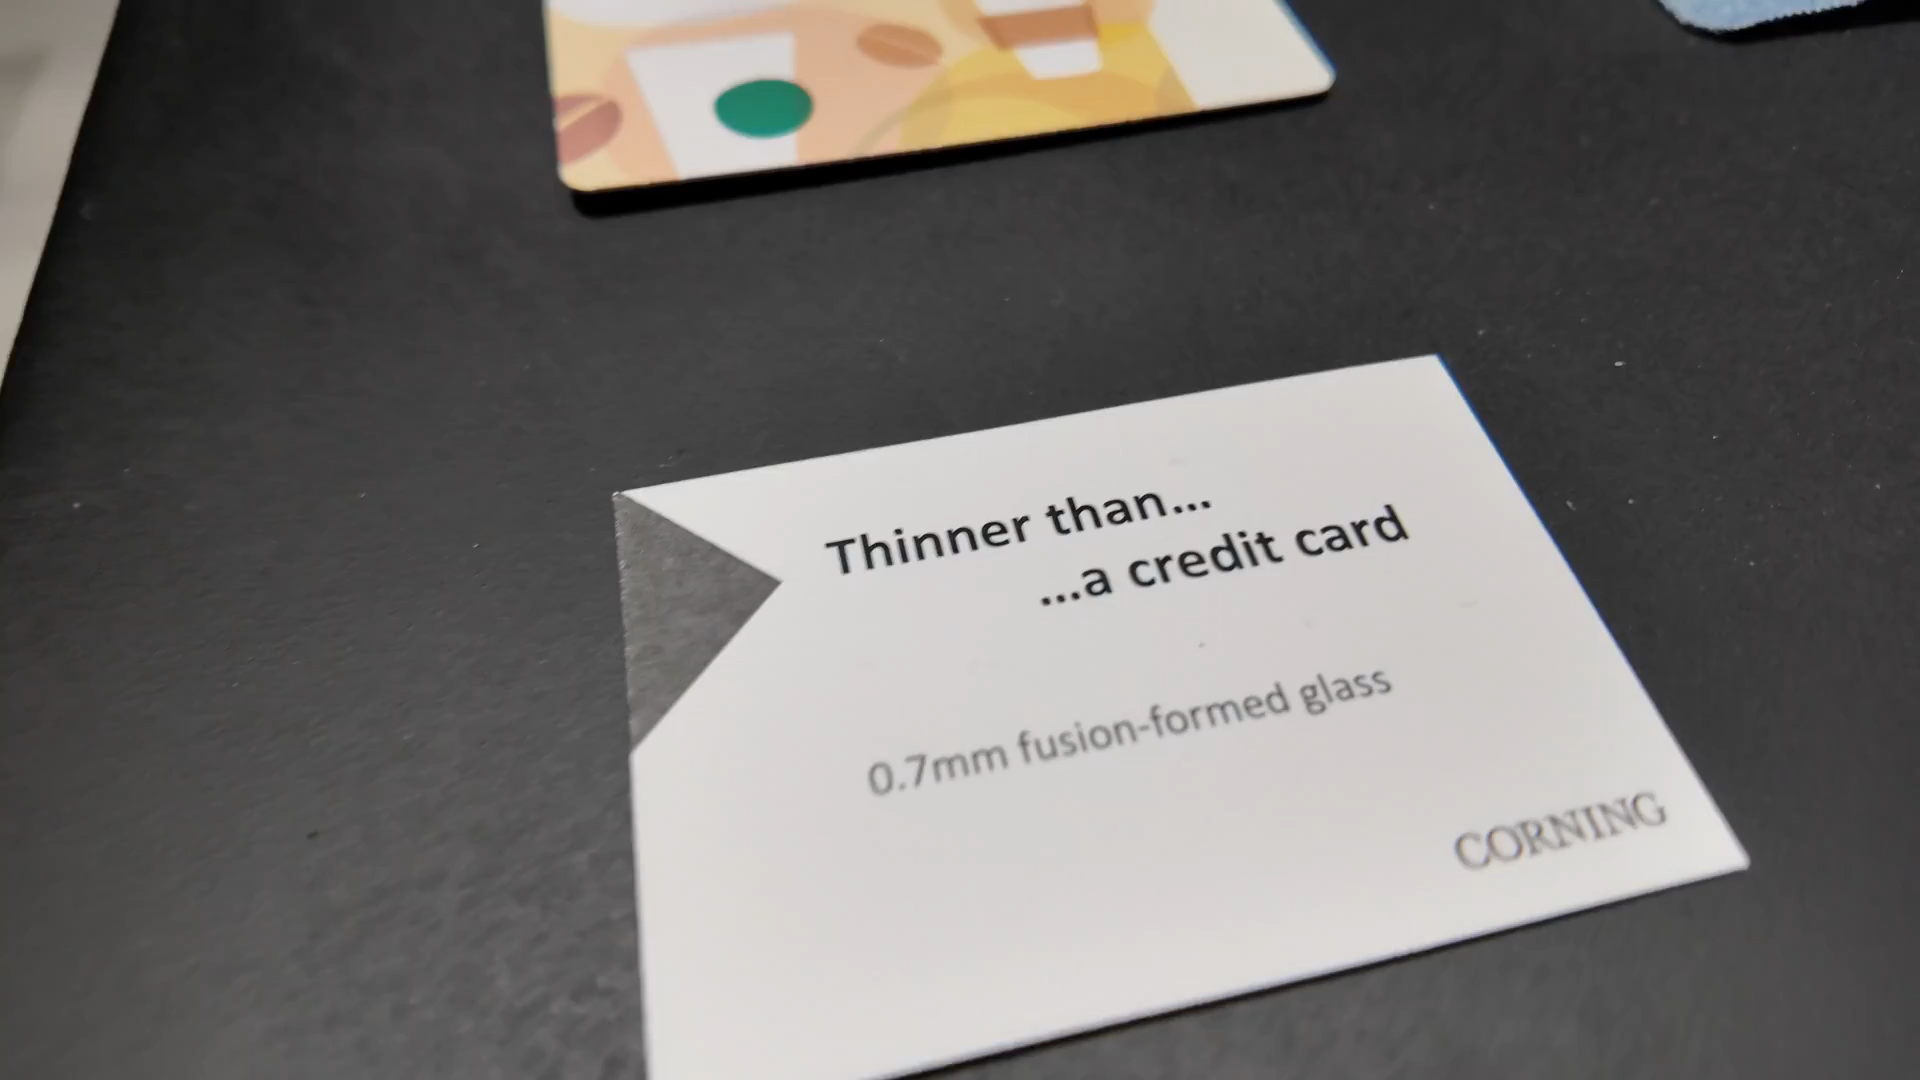 Thinner than...
...a credit card
0.7mm fusion-formed glass
CORNING